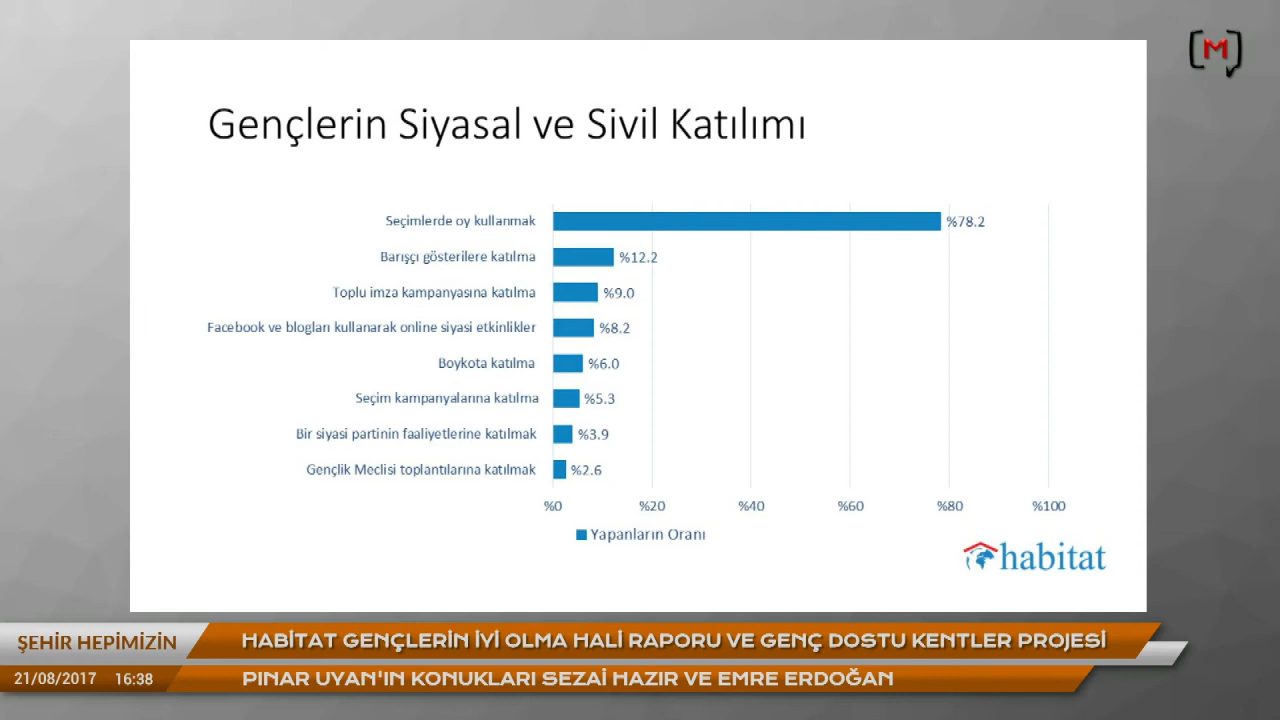 [M]
Gençlerin Siyasal ve Sivil Katılımı
Seçimlerde oy kullanmak %78.2
Barışçı gösterilere katılma %12.2
Toplu imza kampanyasına katılma %9.0
Facebook ve blogları kullanarak online siyasi etkinlikler %8.2
Boykota katılma %6.0
Seçim kampanyalarına katılma %5.3
Bir siyasi partinin faaliyetlerine katılmak %3.9
Gençlik Meclisi toplantılarına katılmak %2.6
%0 %20 %40 %60 %80 %100
Yapanların Oranı
habitat
ŞEHİR HEPİMİZİN HABİTAT GENÇLERİN İYİ OLMA HALİ RAPORU VE GENÇ DOSTU KENTLER PROJESİ
21/08/2017 16:38 PINAR UYAN'IN KONUKLARI SEZAİ HAZIR VE EMRE ERDOĞAN